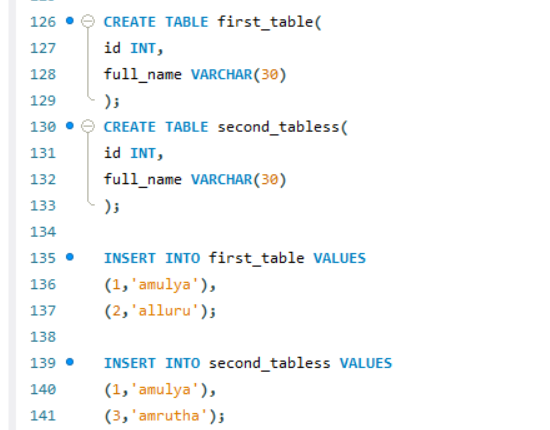 126 CREATE TABLE first_table(
127 id INT,
128 full_name VARCHAR(30)
129 );
130 CREATE TABLE second_tabless(
131 id INT,
132 full_name VARCHAR(30)
133 );
134
135 INSERT INTO first_table VALUES
136 (1,'amulya'),
137 (2,'alluru');
138
139 INSERT INTO second_tabless VALUES
140 (1,'amulya'),
141 (3,'amrutha');